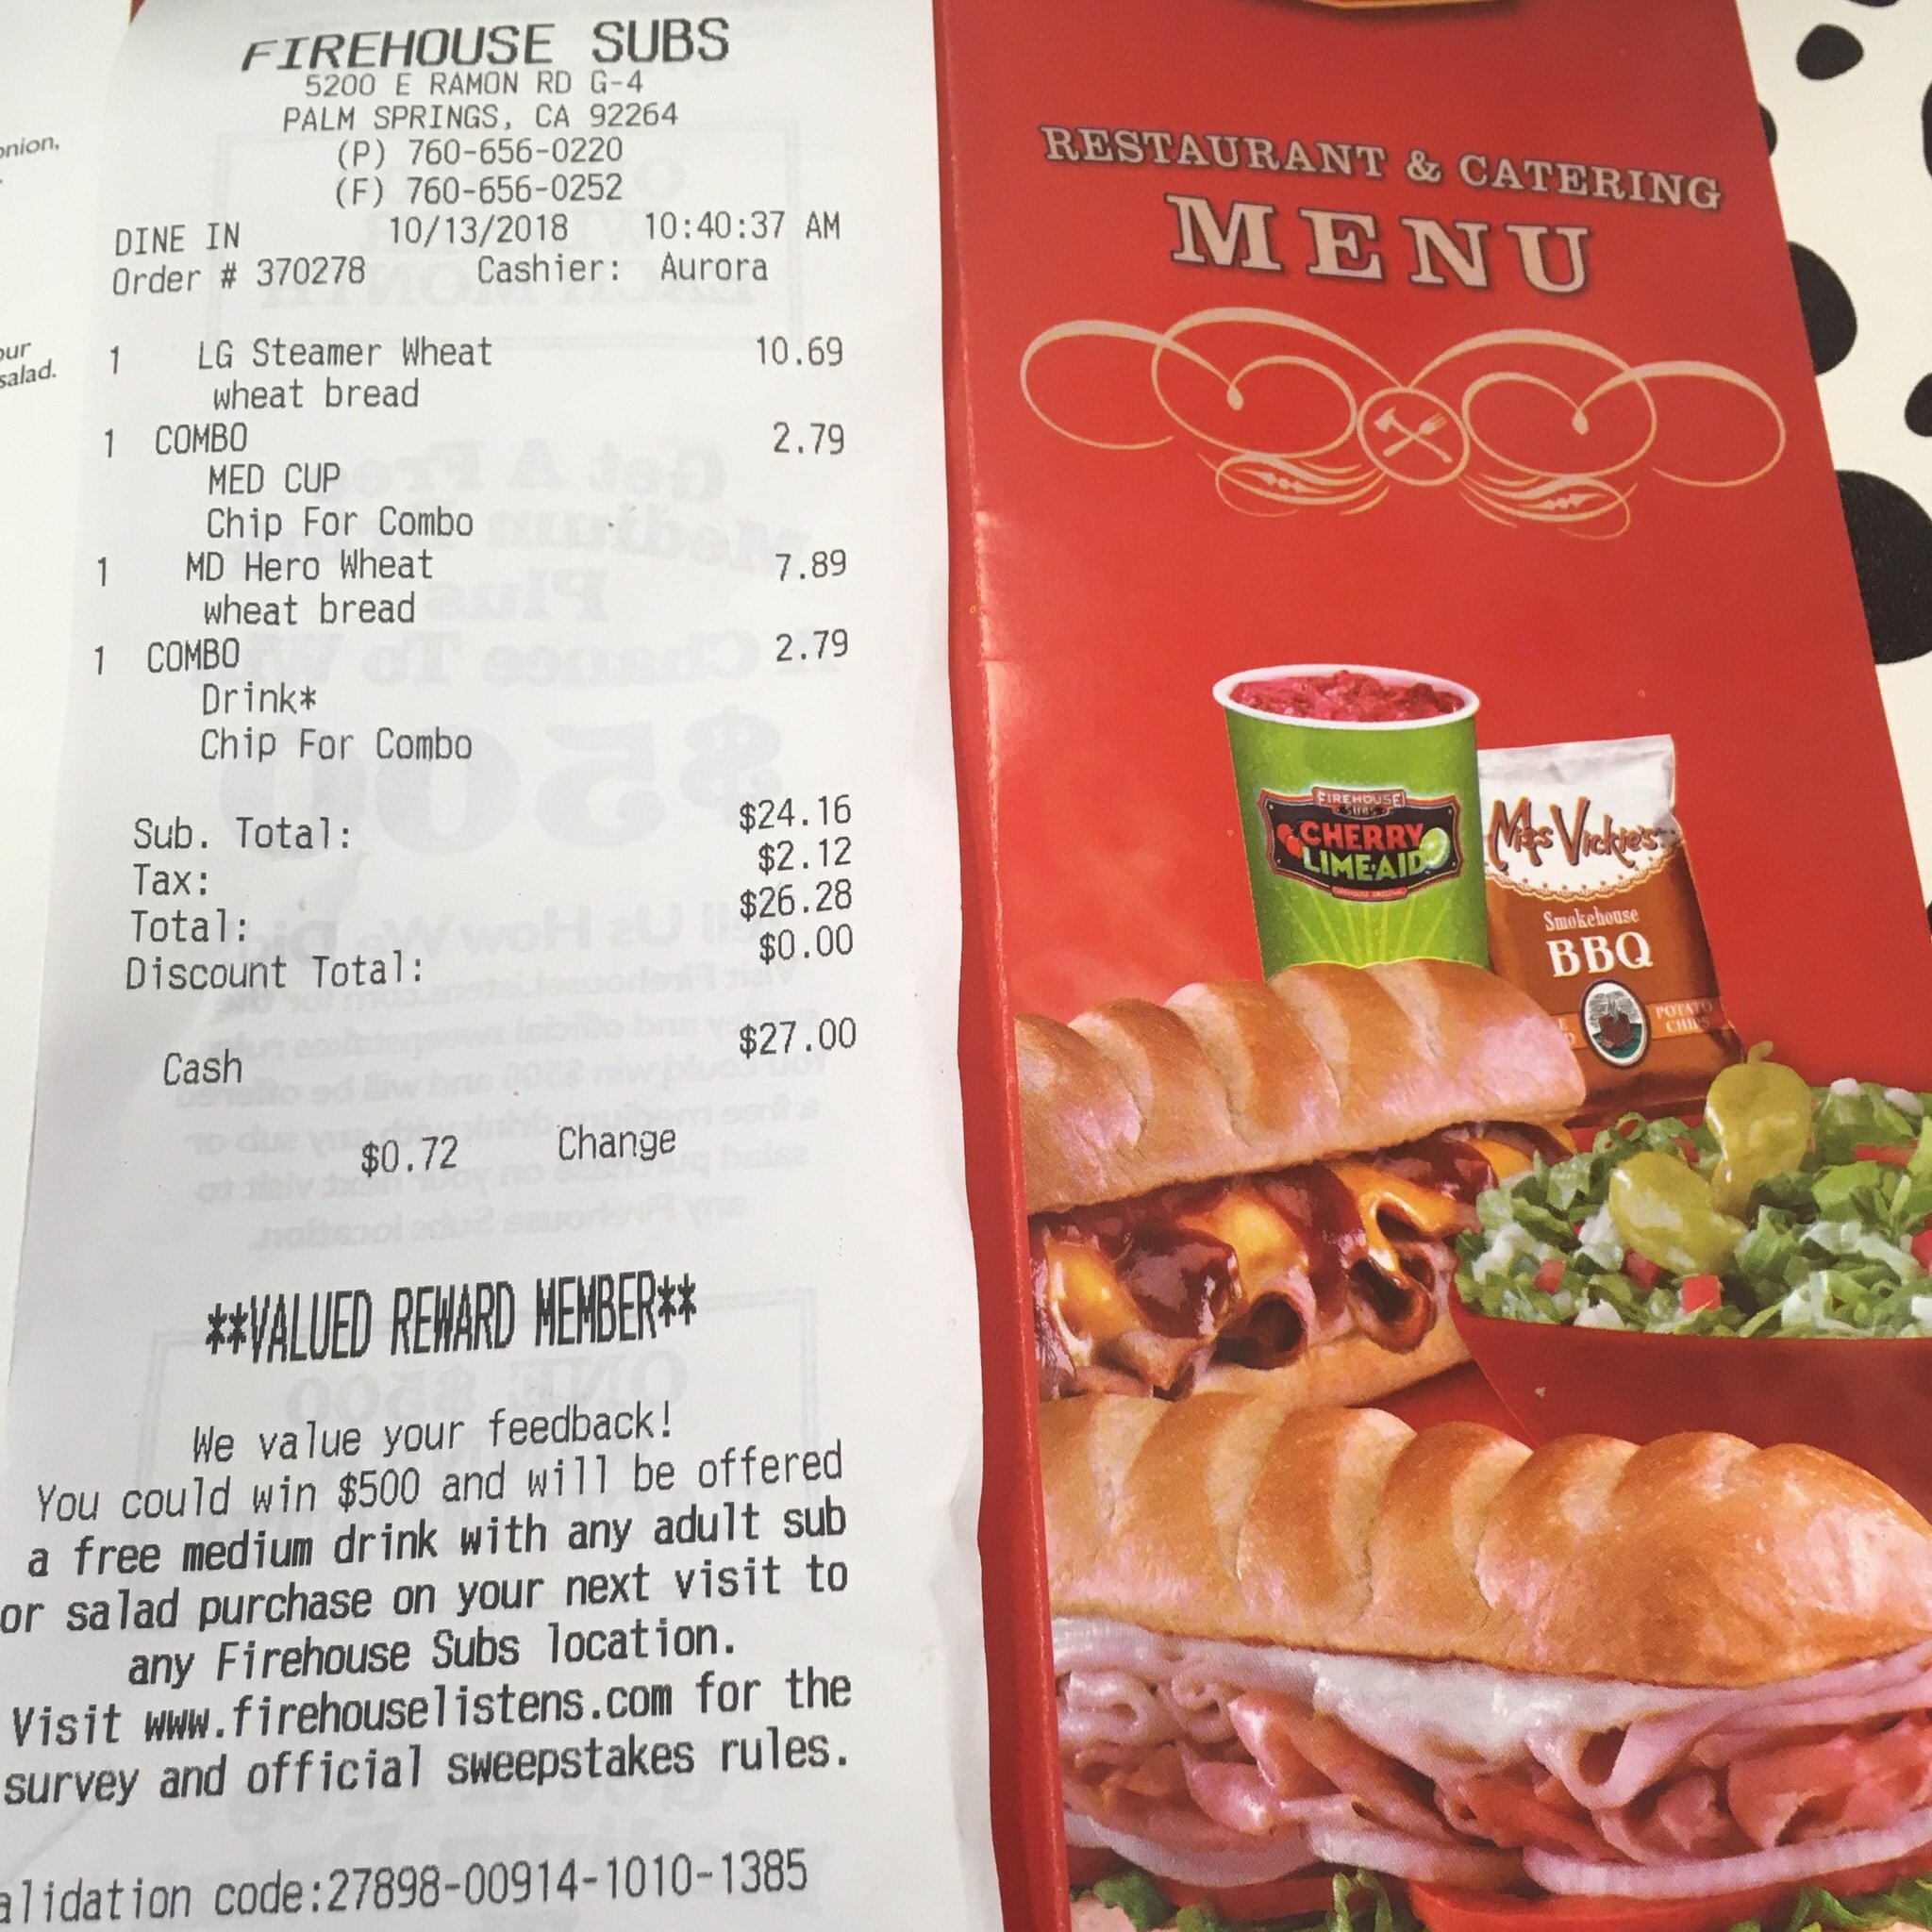 onion,
our
salad.
FIREHOUSE SUBS
5200 E RAMON RD G-4
PALM SPRINGS, CA 92264
(P) 760-656-0220
(F) 760-656-0252
DINE IN 10/13/2018 10:40:37 AM
Order # 370278 Cashier: Aurora
1 LG Steamer Wheat 10.69
wheat bread
1 COMBO 2.79
MED CUP
Chip For Combo
1 MD Hero Wheat 7.89
wheat bread
1 COMBO 2.79
Drink*
Chip For Combo
Sub. Total: $24.16
Tax: $2.12
Total: $26.28
Discount Total: $0.00
Cash $27.00
$0.72 Change
**VALUED REWARD MEMBER**
We value your feedback!
You could win $500 and will be offered
a free medium drink with any adult sub
or salad purchase on your next visit to
any Firehouse Subs location.
Visit www.firehouselistens.com for the
survey and official sweepstakes rules.
alidation code:27898-00914-1010-1385
RESTAURANT & CATERING
MENU
FIREHOUSE
SUBS
CHERRY
LIME-AID
Miss Vickie's
Smokehouse
BBQ
POTATO
CHIPS